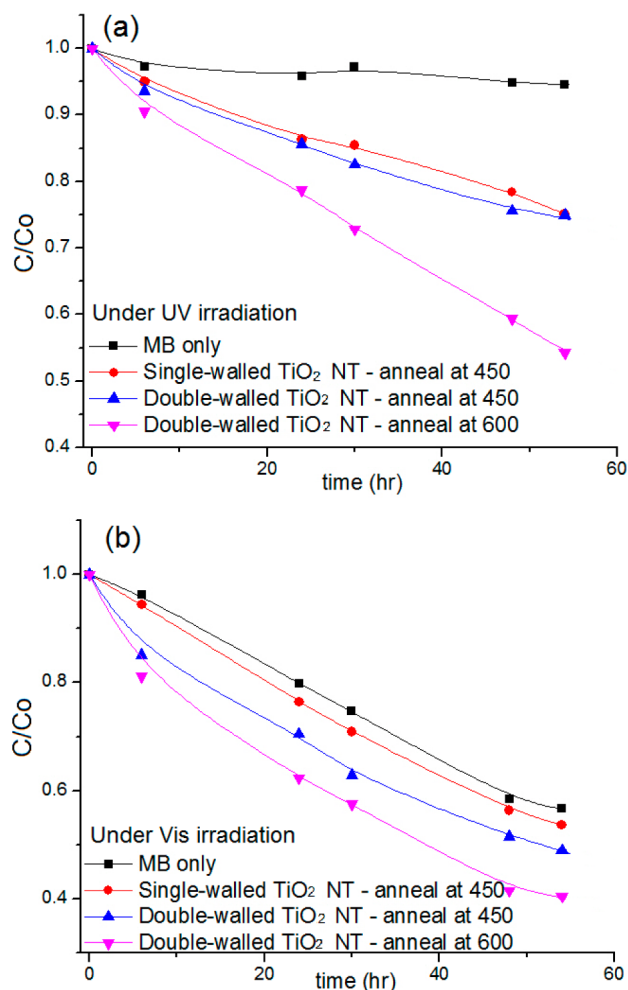 (a)
1.0
0.9
0.8
0.7
0.6
0.5
0.4
C/Co
Under UV irradiation
MB only
Single-walled TiO₂ NT - anneal at 450
Double-walled TiO₂ NT - anneal at 450
Double-walled TiO₂ NT - anneal at 600
0 20 40 60
time (hr)
(b)
1.0
0.8
0.6
0.4
C/Co
Under Vis irradiation
MB only
Single-walled TiO₂ NT - anneal at 450
Double-walled TiO₂ NT - anneal at 450
Double-walled TiO₂ NT - anneal at 600
0 20 40 60
time (hr)